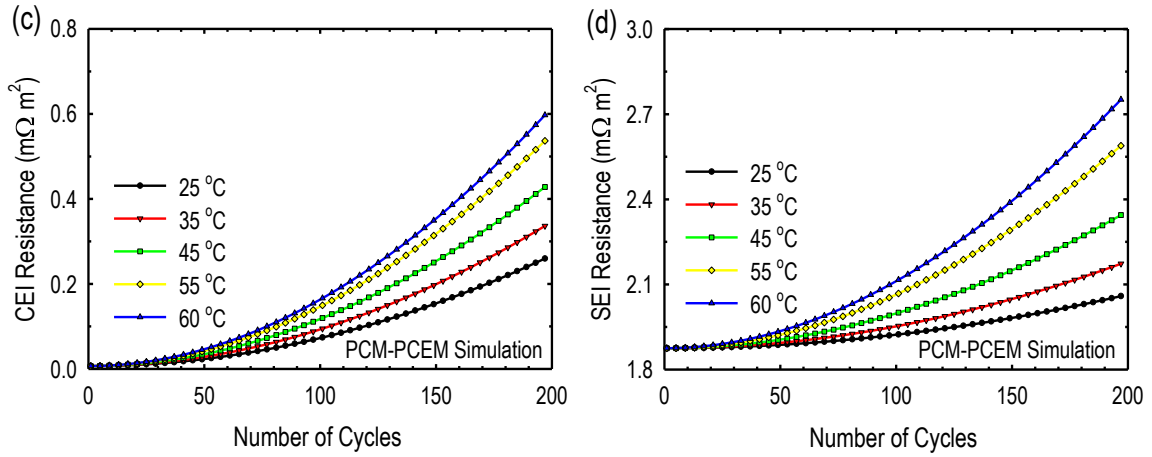 (c)
0.8
0.6
0.4
0.2
0.0
CEI Resistance (mΩ m²)
25 °C
35 °C
45 °C
55 °C
60 °C
PCM-PCEM Simulation
0 50 100 150 200
Number of Cycles
(d)
3.0
2.7
2.4
2.1
1.8
SEI Resistance (mΩ m²)
25 °C
35 °C
45 °C
55 °C
60 °C
PCM-PCEM Simulation
0 50 100 150 200
Number of Cycles